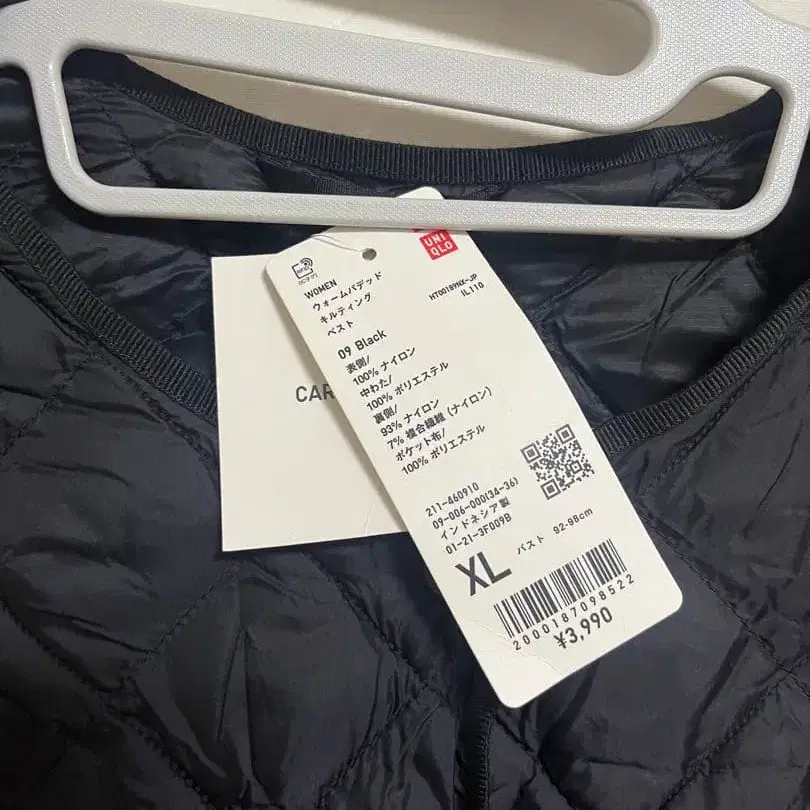 UNI
QLO
WOMEN
ウォームパデッド
キルティング
ベスト
HT00189NX-JP
IL110
09 Black
表側/
100% ナイロン
中わた/
100% ポリエステル
裏側/
93% ナイロン
7% 複合繊維 (ナイロン)
ポケット布/
100% ポリエステル
211-460910
09-006-000(34-36)
インドネシア製
01-21-3F009B
XL バスト 92-98cm
2000187098522
¥3,990
CAR